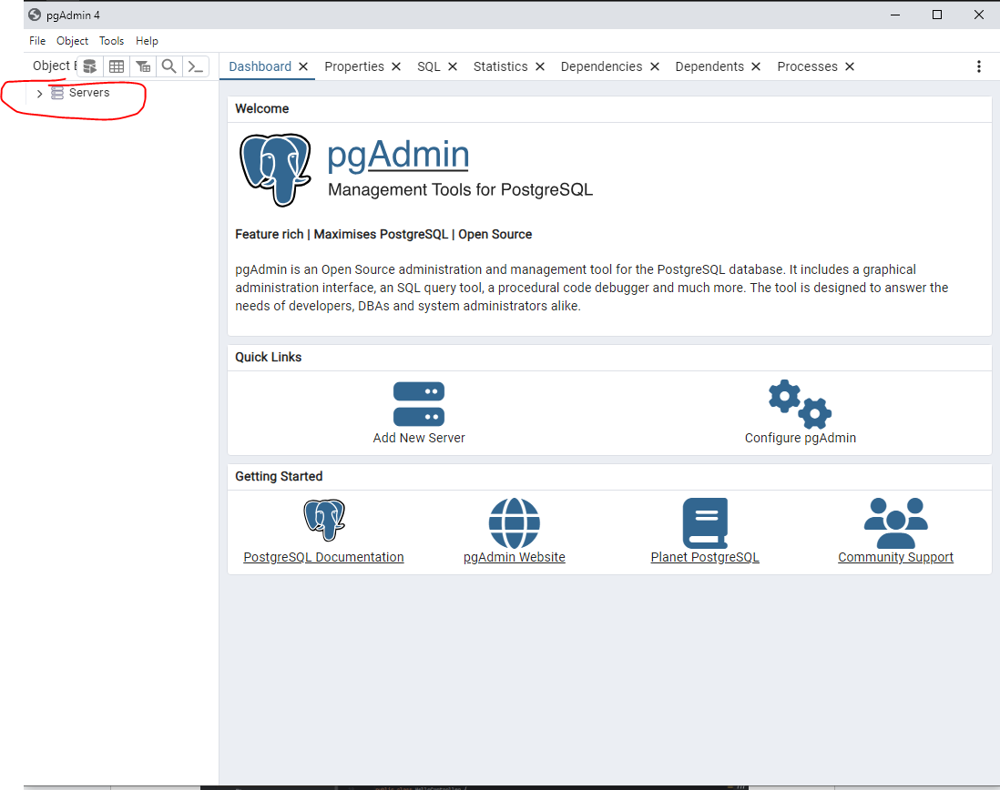 pgAdmin 4
File Object Tools Help
Object E
Dashboard Properties SQL Statistics Dependencies Dependents Processes
Servers
Welcome
pgAdmin
Management Tools for PostgreSQL
Feature rich | Maximises PostgreSQL | Open Source
pgAdmin is an Open Source administration and management tool for the PostgreSQL database. It includes a graphical
administration interface, an SQL query tool, a procedural code debugger and much more. The tool is designed to answer the
needs of developers, DBAs and system administrators alike.
Quick Links
Add New Server Configure pgAdmin
Getting Started
PostgreSQL Documentation pgAdmin Website Planet PostgreSQL Community Support